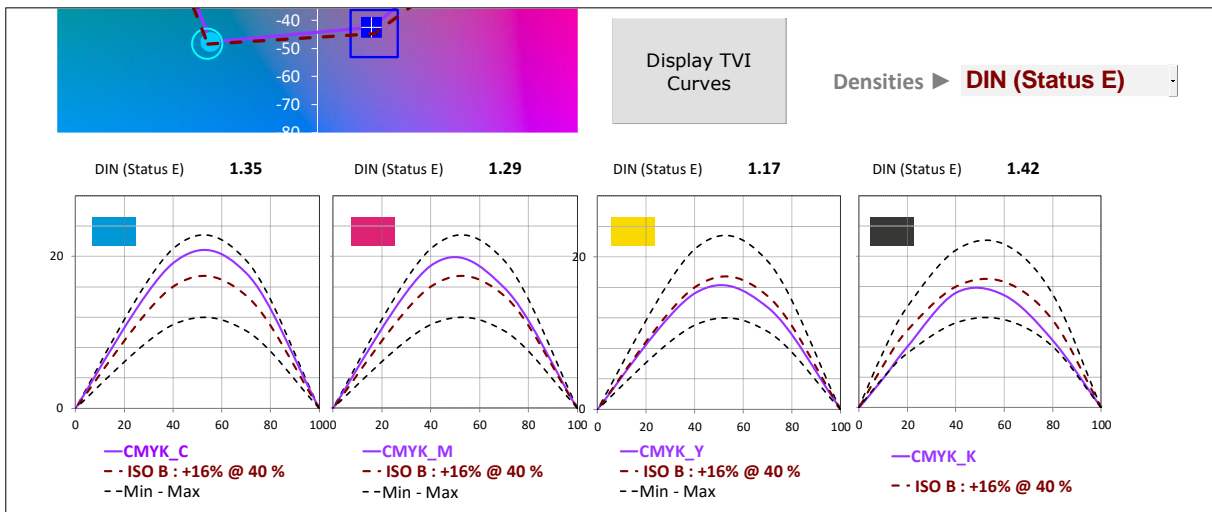 -40
-50
-60
-70
-80
Display TVI
Curves
Densities ► DIN (Status E)
DIN (Status E) 1.35
DIN (Status E) 1.29
DIN (Status E) 1.17
DIN (Status E) 1.42
20
0
0 20 40 60 80 100
0 20 40 60 80 100
20
0
0 20 40 60 80 100
0 20 40 60 80 100
CMYK_C
ISO B : +16% @ 40 %
Min - Max
CMYK_M
ISO B : +16% @ 40 %
Min - Max
CMYK_Y
ISO B : +16% @ 40 %
Min - Max
CMYK_K
ISO B : +16% @ 40 %